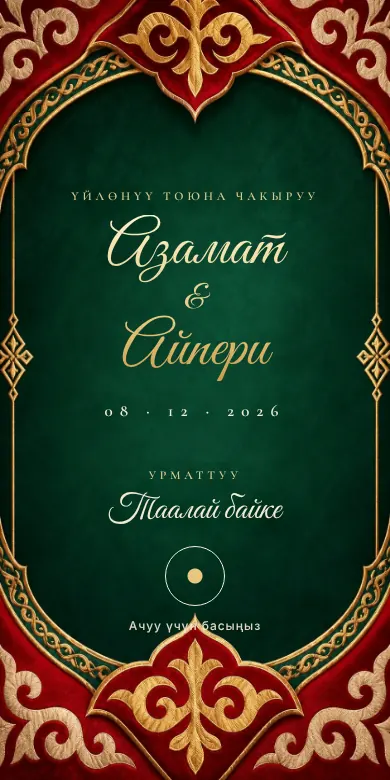 ҮЙЛӨНҮҮ ТОЮНА ЧАКЫРУУ
Азамат
&
Айпери
08 · 12 · 2026
УРМАТТУУ
Таалай байке
Ачуу үчүн басыңыз